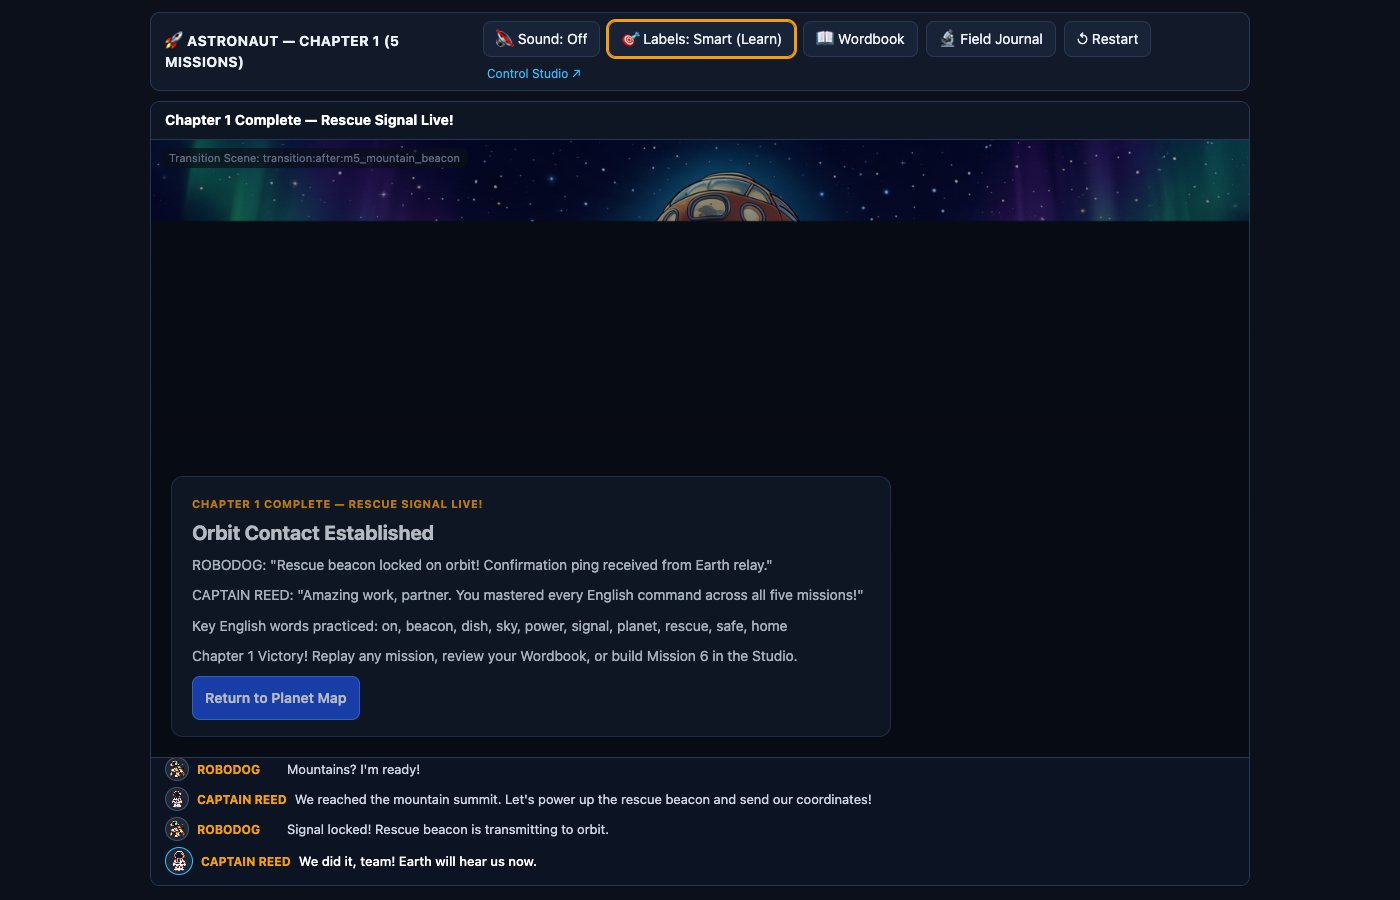 🚀 ASTRONAUT — CHAPTER 1 (5
MISSIONS)
🔇 Sound: Off
🎯 Labels: Smart (Learn)
📖 Wordbook
🔬 Field Journal
↺ Restart
Control Studio ↗
Chapter 1 Complete — Rescue Signal Live!
Transition Scene: transition:after:m5_mountain_beacon
CHAPTER 1 COMPLETE — RESCUE SIGNAL LIVE!
Orbit Contact Established
ROBODOG: "Rescue beacon locked on orbit! Confirmation ping received from Earth relay."
CAPTAIN REED: "Amazing work, partner. You mastered every English command across all five missions!"
Key English words practiced: on, beacon, dish, sky, power, signal, planet, rescue, safe, home
Chapter 1 Victory! Replay any mission, review your Wordbook, or build Mission 6 in the Studio.
Return to Planet Map
ROBODOG Mountains? I'm ready!
CAPTAIN REED We reached the mountain summit. Let's power up the rescue beacon and send our coordinates!
ROBODOG Signal locked! Rescue beacon is transmitting to orbit.
CAPTAIN REED We did it, team! Earth will hear us now.